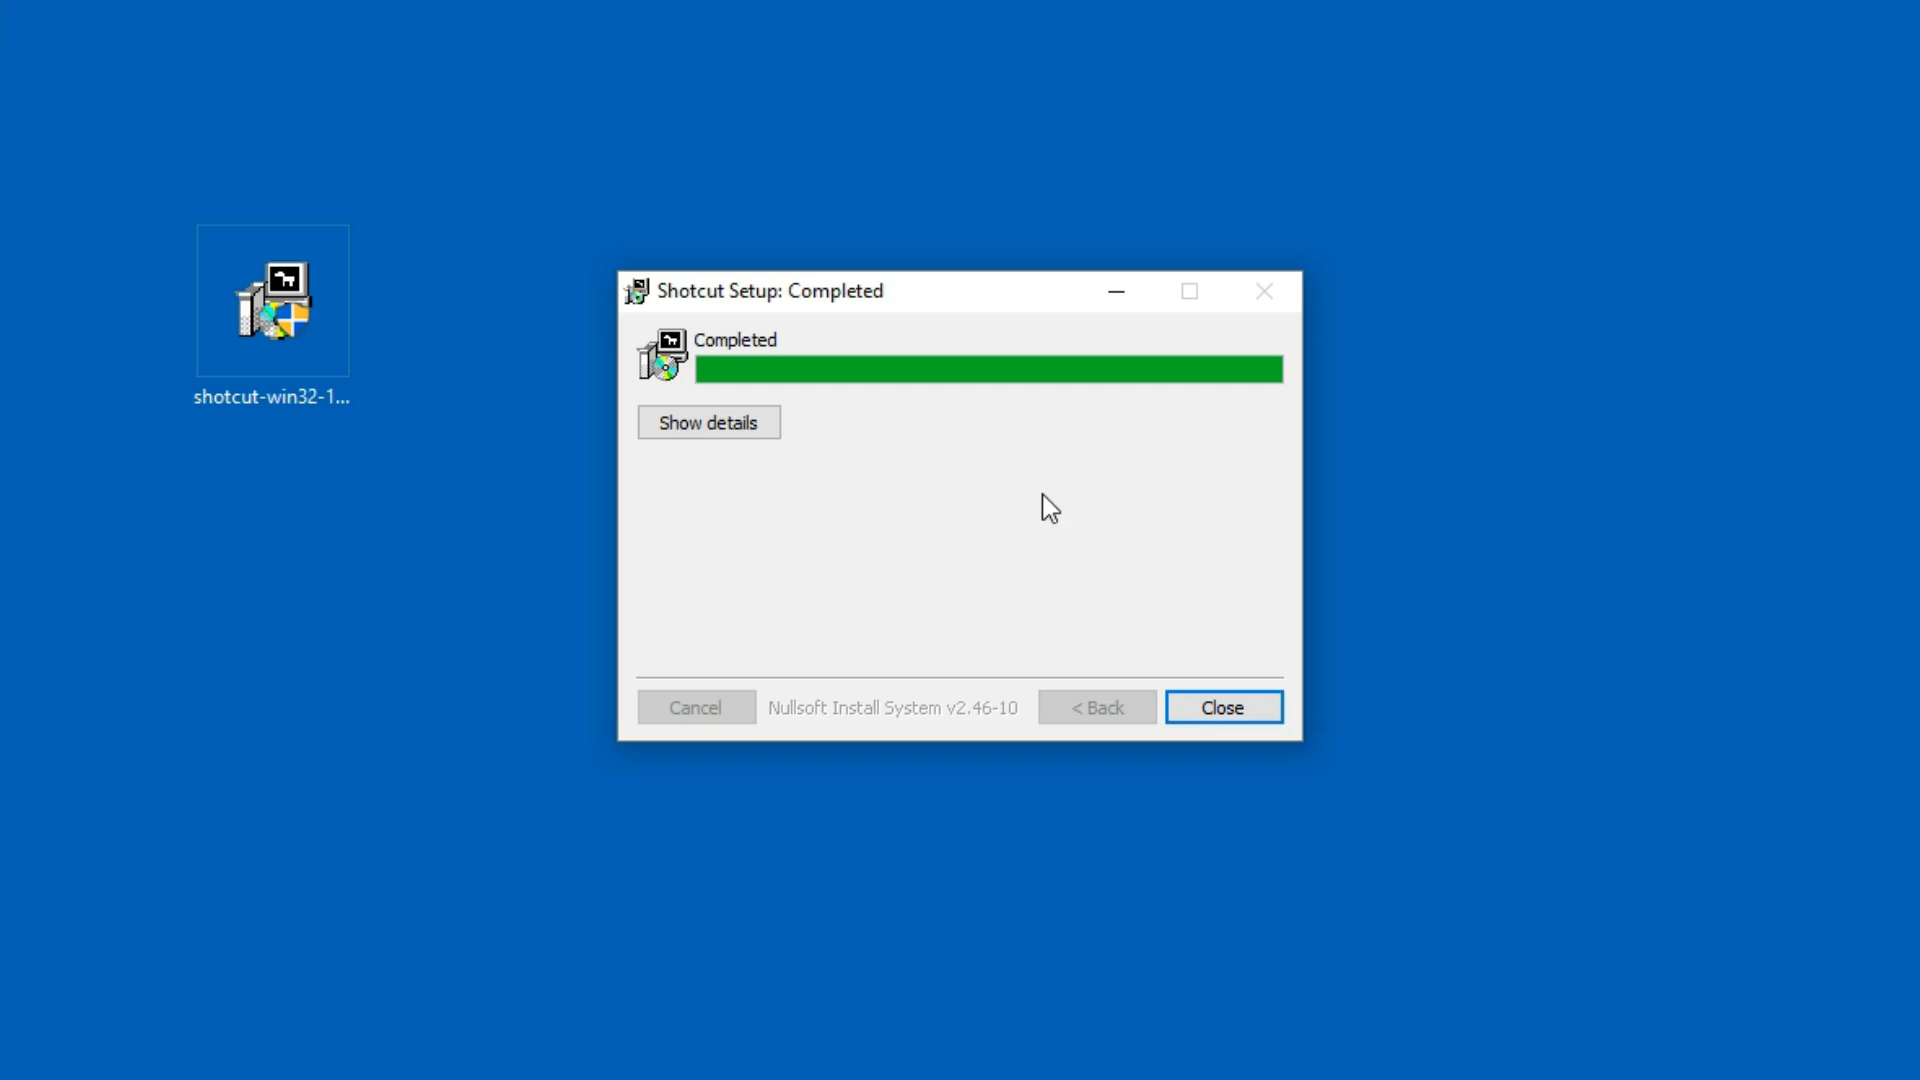 Shotcut Setup: Completed
Completed
shotcut-win32-1...
Show details
Cancel
Nullsoft Install System v2.46-10
< Back
Close